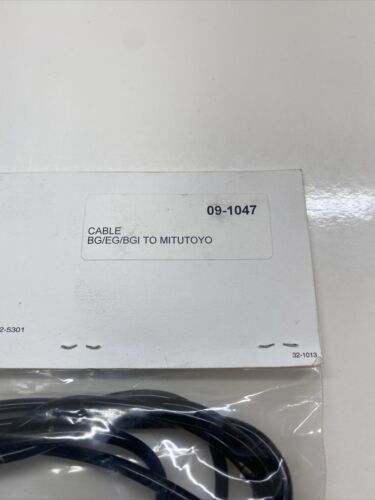 09-1047
CABLE
BG/EG/BGI TO MITUTOYO
2-5301
32-1013